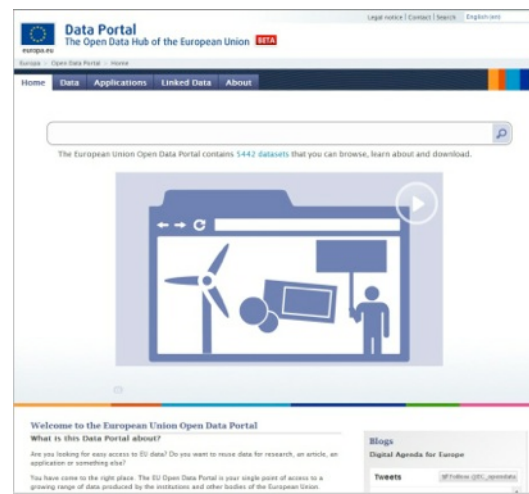 Legal notice | Contact | Search English (en)
Data Portal
The Open Data Hub of the European Union BETA
europa.eu
Europa > Open Data Portal > Home
Home Data Applications Linked Data About
The European Union Open Data Portal contains 5442 datasets that you can browse, learn about and download.
Welcome to the European Union Open Data Portal
What is this Data Portal about?
Are you looking for easy access to EU data? Do you want to reuse data for research, an article, an
application or something else?
You have come to the right place. The EU Open Data Portal is your single point of access to a
growing range of data produced by the institutions and other bodies of the European Union.
Blogs
Digital Agenda for Europe
Tweets Follow @EC_opendata